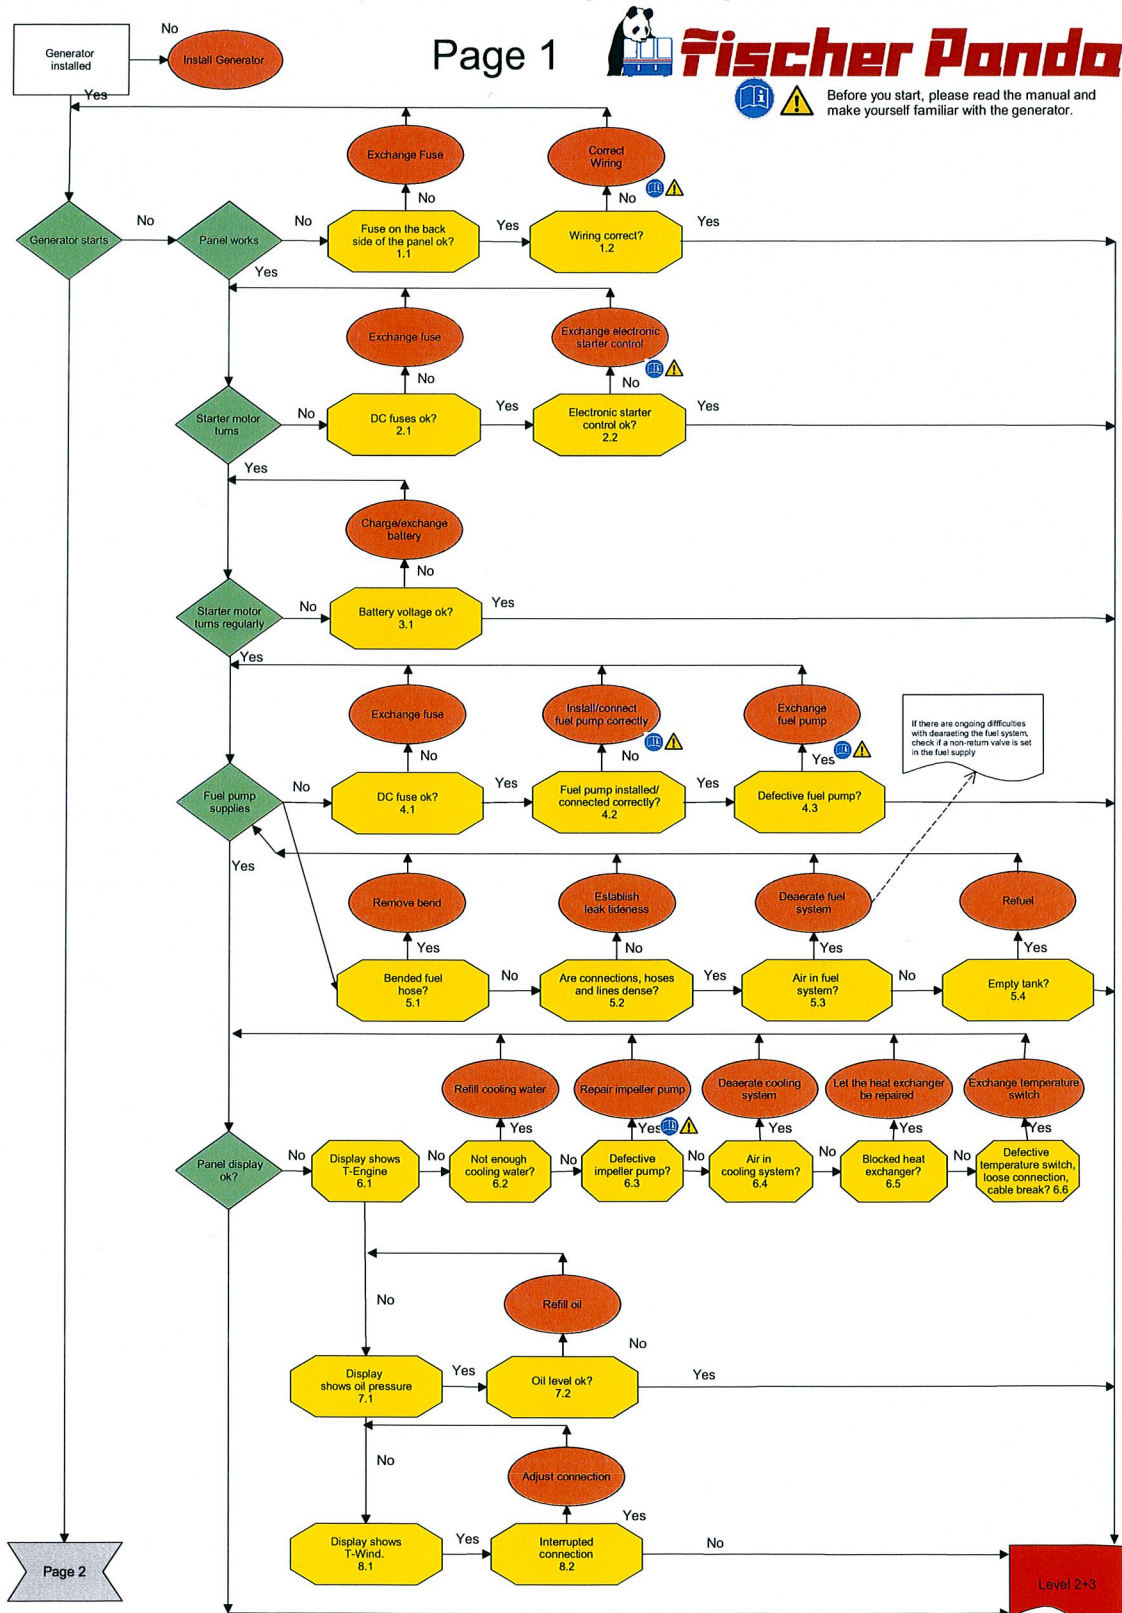 Page 1
Fischer Panda
Before you start, please read the manual and
make yourself familiar with the generator.
Generator
installed
No
Install Generator
Yes
Exchange Fuse
Correct
Wiring
No
No
Generator starts
No
Panel works
No
Fuse on the back
side of the panel ok?
1.1
Yes
Wiring correct?
1.2
Yes
Yes
Exchange fuse
Exchange electronic
starter control
No
No
Starter motor
turns
No
DC fuses ok?
2.1
Yes
Electronic starter
control ok?
2.2
Yes
Yes
Charge/exchange
battery
No
Starter motor
turns regularly
No
Battery voltage ok?
3.1
Yes
Yes
Exchange fuse
Install/connect
fuel pump correctly
Exchange
fuel pump
If there are ongoing diffficulties
with dearaeting the fuel system,
check if a non-return valve is set
in the fuel supply
No
No
Yes
Fuel pump
supplies
No
DC fuse ok?
4.1
Yes
Fuel pump installed/
connected correctly?
4.2
Yes
Defective fuel pump?
4.3
Yes
Remove bend
Establish
leak tideness
Deaerate fuel
system
Refuel
Yes
No
Yes
Yes
Bended fuel
hose?
5.1
No
Are connections, hoses
and lines dense?
5.2
Yes
Air in fuel
system?
5.3
No
Empty tank?
5.4
Refill cooling water
Repair impeller pump
Deaerate cooling
system
Let the heat exchanger
be repaired
Exchange temperature
switch
Yes
Yes
Yes
Yes
Yes
Panel display
ok?
No
Display shows
T-Engine
6.1
No
Not enough
cooling water?
6.2
No
Defective
impeller pump?
6.3
No
Air in
cooling system?
6.4
No
Blocked heat
exchanger?
6.5
No
Defective
temperature switch,
loose connection,
cable break? 6.6
No
Refill oil
No
Display
shows oil pressure
7.1
Yes
Oil level ok?
7.2
Yes
No
Adjust connection
Yes
Display shows
T-Wind.
8.1
Yes
Interrupted
connection
8.2
No
Page 2
Level 2+3